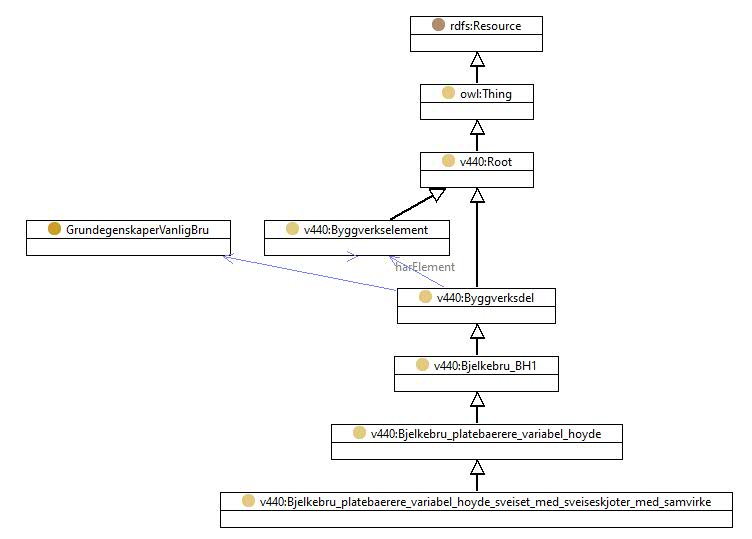 rdfs:Resource
owl:Thing
v440:Root
GrundegenskaperVanligBru
v440:Byggverkselement
harElement
v440:Byggverksdel
v440:Bjelkebru_BH1
v440:Bjelkebru_platebaerere_variabel_hoyde
v440:Bjelkebru_platebaerere_variabel_hoyde_sveiset_med_sveiseskjoter_med_samvirke